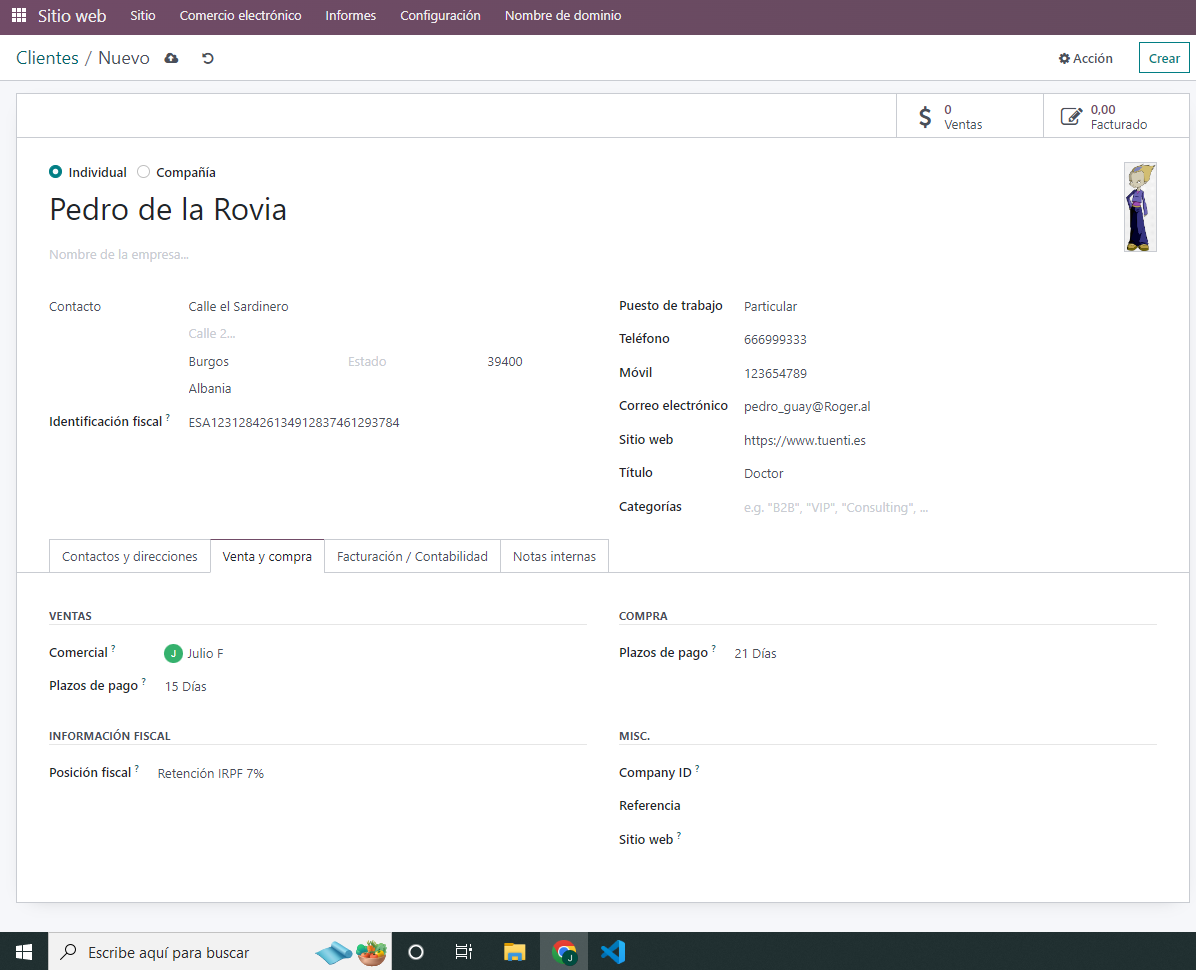 Sitio web Sitio Comercio electrónico Informes Configuración Nombre de dominio
Clientes / Nuevo Acción Crear
0
Ventas
0,00
Facturado
Individual Compañía
Pedro de la Rovia
Nombre de la empresa...
Contacto Calle el Sardinero
Calle 2...
Burgos Estado 39400
Albania
Identificación fiscal ? ESA123128426134912837461293784
Puesto de trabajo Particular
Teléfono 666999333
Móvil 123654789
Correo electrónico pedro_guay@Roger.al
Sitio web https://www.tuenti.es
Título Doctor
Categorías e.g. "B2B", "VIP", "Consulting", ...
Contactos y direcciones Venta y compra Facturación / Contabilidad Notas internas
VENTAS
Comercial ? J Julio F
Plazos de pago ? 15 Días
COMPRA
Plazos de pago ? 21 Días
INFORMACIÓN FISCAL
Posición fiscal ? Retención IRPF 7%
MISC.
Company ID ?
Referencia
Sitio web ?
Escribe aquí para buscar J